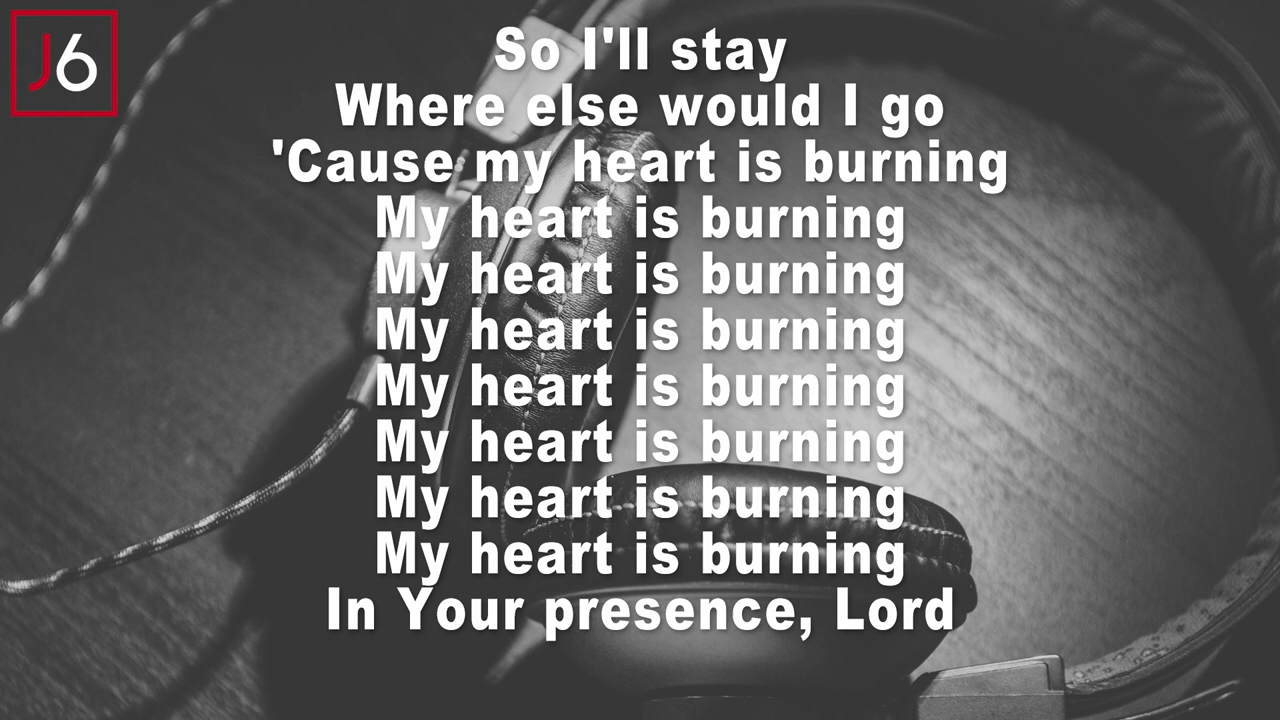 J6
So I'll stay
Where else would I go
'Cause my heart is burning
My heart is burning
My heart is burning
My heart is burning
My heart is burning
My heart is burning
My heart is burning
My heart is burning
In Your presence, Lord